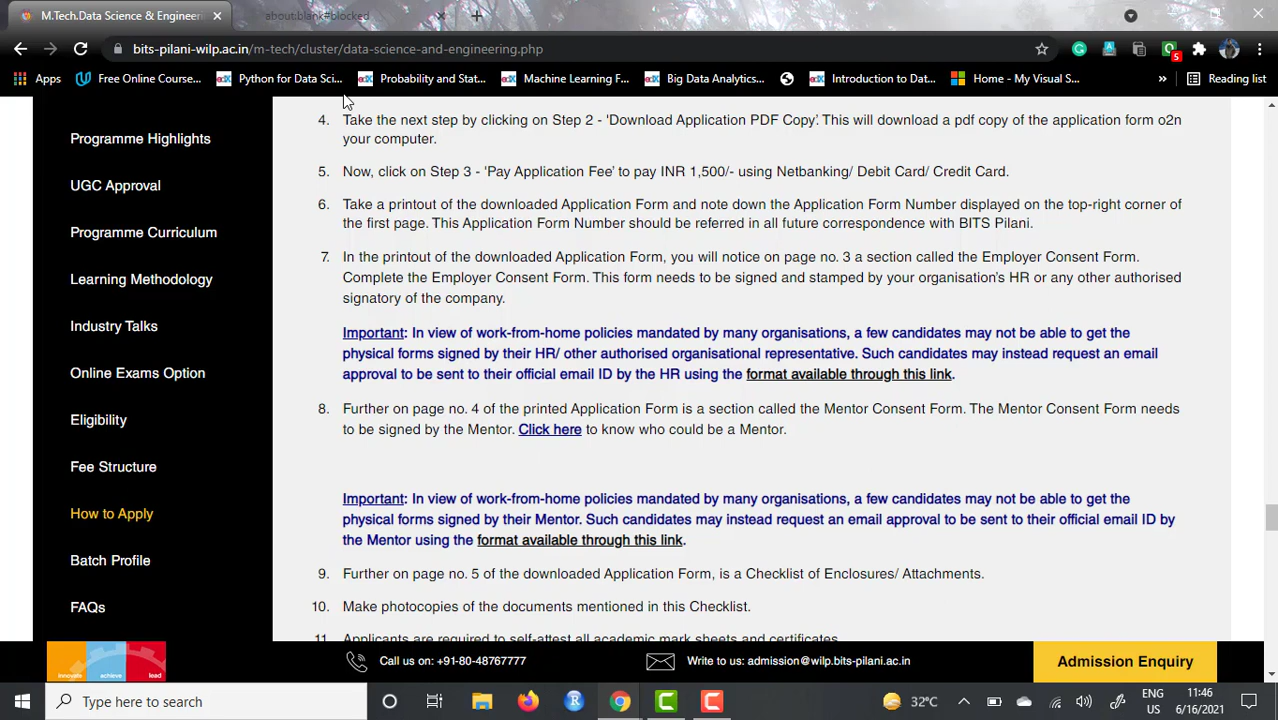 M.Tech.Data Science & Engineeri
about:blank#blocked
bits-pilani-wilp.ac.in/m-tech/cluster/data-science-and-engineering.php
5
Apps
Free Online Course...
Python for Data Sci...
Probability and Stat...
Machine Learning F...
Big Data Analytics...
Introduction to Dat...
Home - My Visual S...
»
Reading list
Programme Highlights
UGC Approval
Programme Curriculum
Learning Methodology
Industry Talks
Online Exams Option
Eligibility
Fee Structure
How to Apply
Batch Profile
FAQs
4. Take the next step by clicking on Step 2 - ‘Download Application PDF Copy’. This will download a pdf copy of the application form o2n
your computer.
5. Now, click on Step 3 - ‘Pay Application Fee’ to pay INR 1,500/- using Netbanking/ Debit Card/ Credit Card.
6. Take a printout of the downloaded Application Form and note down the Application Form Number displayed on the top-right corner of
the first page. This Application Form Number should be referred in all future correspondence with BITS Pilani.
7. In the printout of the downloaded Application Form, you will notice on page no. 3 a section called the Employer Consent Form.
Complete the Employer Consent Form. This form needs to be signed and stamped by your organisation’s HR or any other authorised
signatory of the company.
Important: In view of work-from-home policies mandated by many organisations, a few candidates may not be able to get the
physical forms signed by their HR/ other authorised organisational representative. Such candidates may instead request an email
approval to be sent to their official email ID by the HR using the format available through this link.
8. Further on page no. 4 of the printed Application Form is a section called the Mentor Consent Form. The Mentor Consent Form needs
to be signed by the Mentor. Click here to know who could be a Mentor.
Important: In view of work-from-home policies mandated by many organisations, a few candidates may not be able to get the
physical forms signed by their Mentor. Such candidates may instead request an email approval to be sent to their official email ID by
the Mentor using the format available through this link.
9. Further on page no. 5 of the downloaded Application Form, is a Checklist of Enclosures/ Attachments.
10. Make photocopies of the documents mentioned in this Checklist.
11. Applicants are required to self-attest all academic mark sheets and certificates.
innovate achieve lead
Call us on: +91-80-48767777
Write to us: admission@wilp.bits-pilani.ac.in
Admission Enquiry
Type here to search
32°C
ENG
US
11:46
6/16/2021